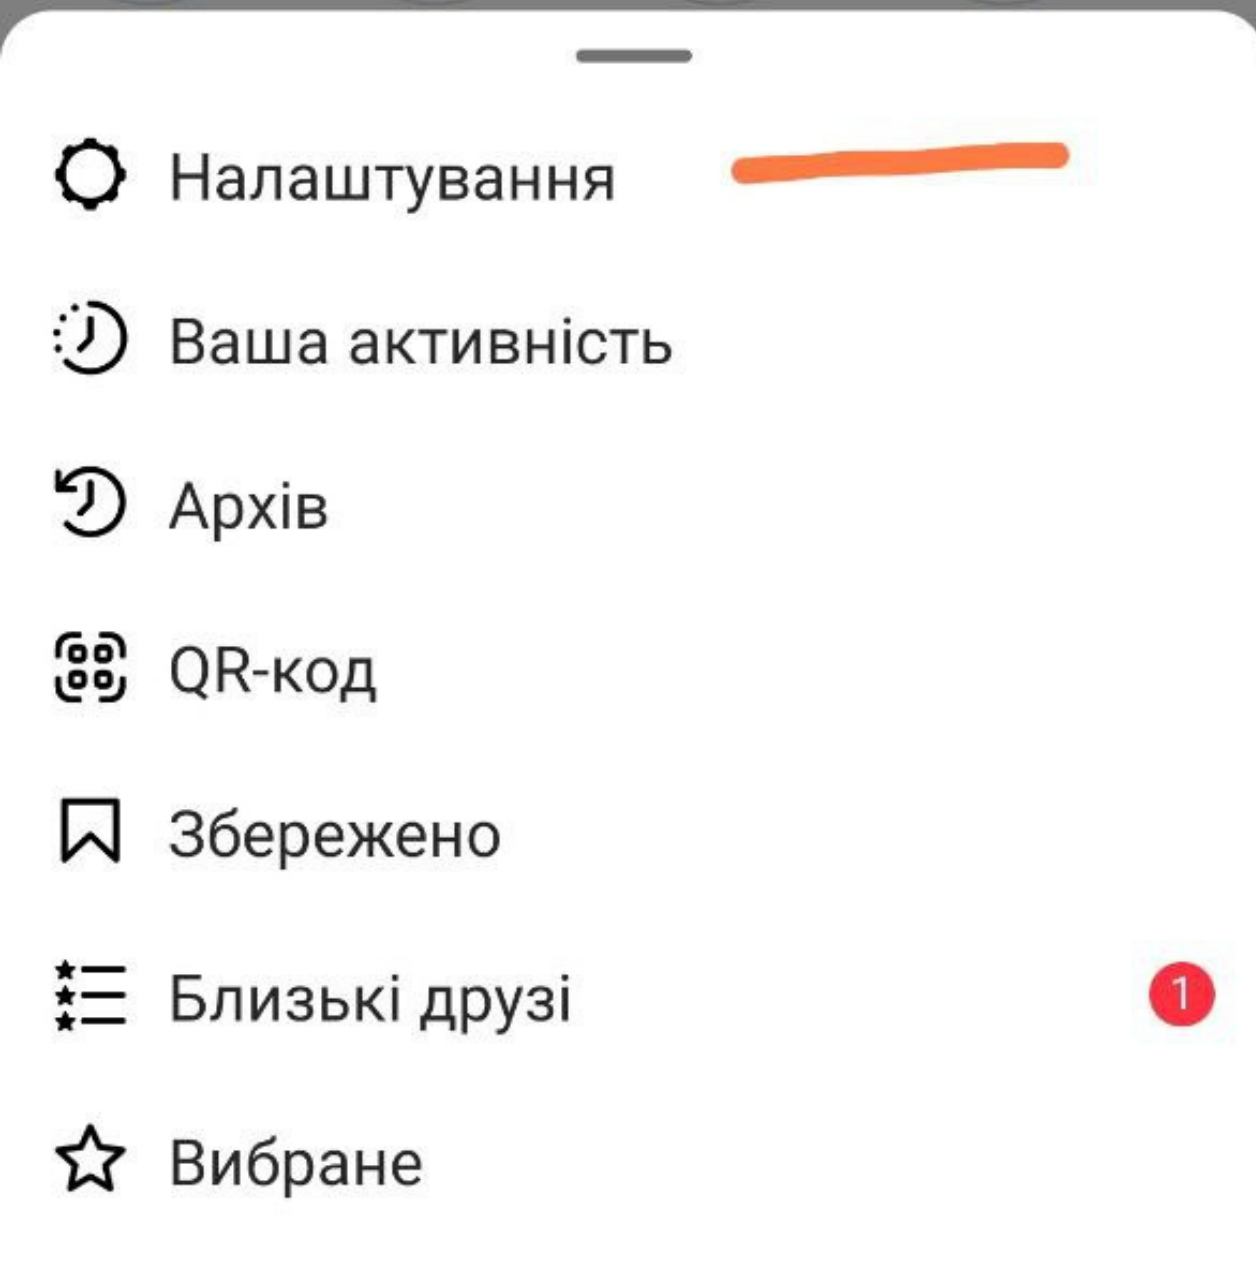 Налаштування
Ваша активність
Архів
QR-код
Збережено
Близькі друзі
1
Вибране